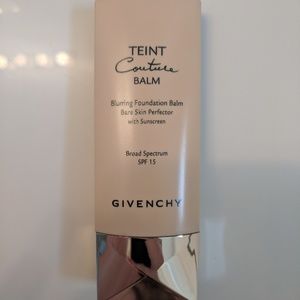 TEINT
Couture
BALM
Blurring Foundation Balm
Bare Skin Perfector
with Sunscreen
Broad Spectrum
SPF 15
GIVENCHY